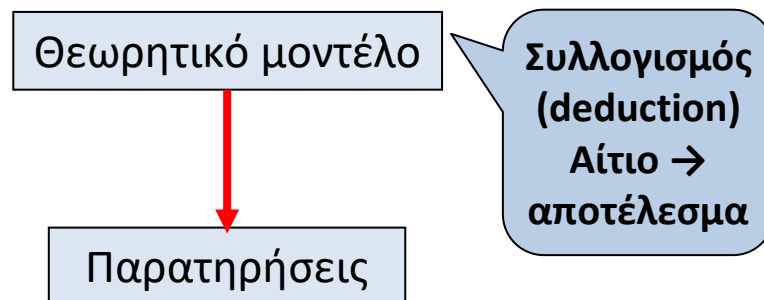 Θεωρητικό μοντέλο
Συλλογισμός
(deduction)
Αίτιο →
αποτέλεσμα
Παρατηρήσεις